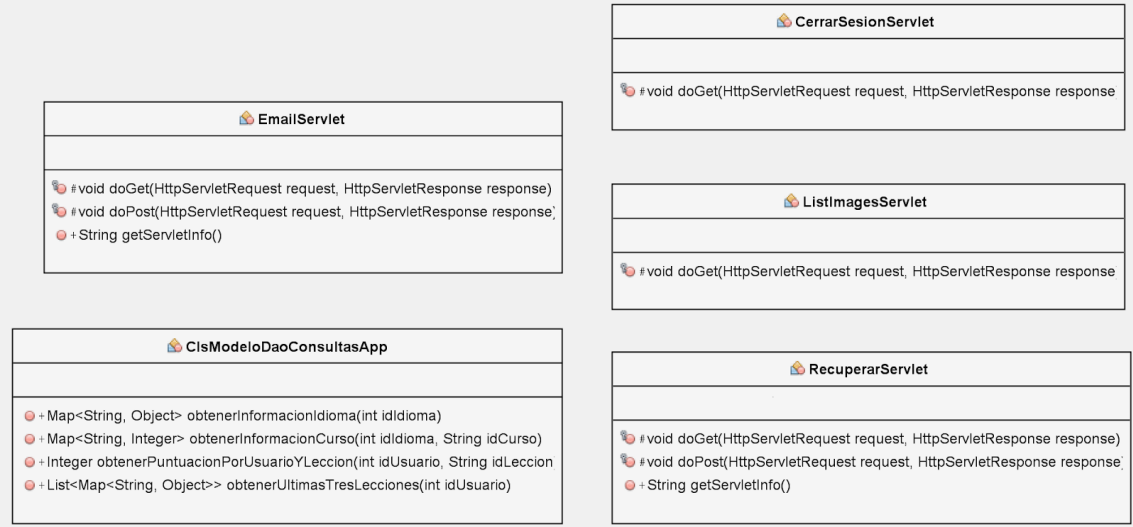 EmailServlet
#void doGet(HttpServletRequest request, HttpServletResponse response)
#void doPost(HttpServletRequest request, HttpServletResponse response)
+String getServletInfo()
ClsModeloDaoConsultasApp
+Map<String, Object> obtenerInformacionIdioma(int idIdioma)
+Map<String, Integer> obtenerInformacionCurso(int idIdioma, String idCurso)
+Integer obtenerPuntuacionPorUsuarioYLeccion(int idUsuario, String idLeccion
+List<Map<String, Object>> obtenerUltimasTresLecciones(int idUsuario)
CerrarSesionServlet
#void doGet(HttpServletRequest request, HttpServletResponse response
ListImagesServlet
#void doGet(HttpServletRequest request, HttpServletResponse response
RecuperarServlet
#void doGet(HttpServletRequest request, HttpServletResponse response)
#void doPost(HttpServletRequest request, HttpServletResponse response)
+String getServletInfo()